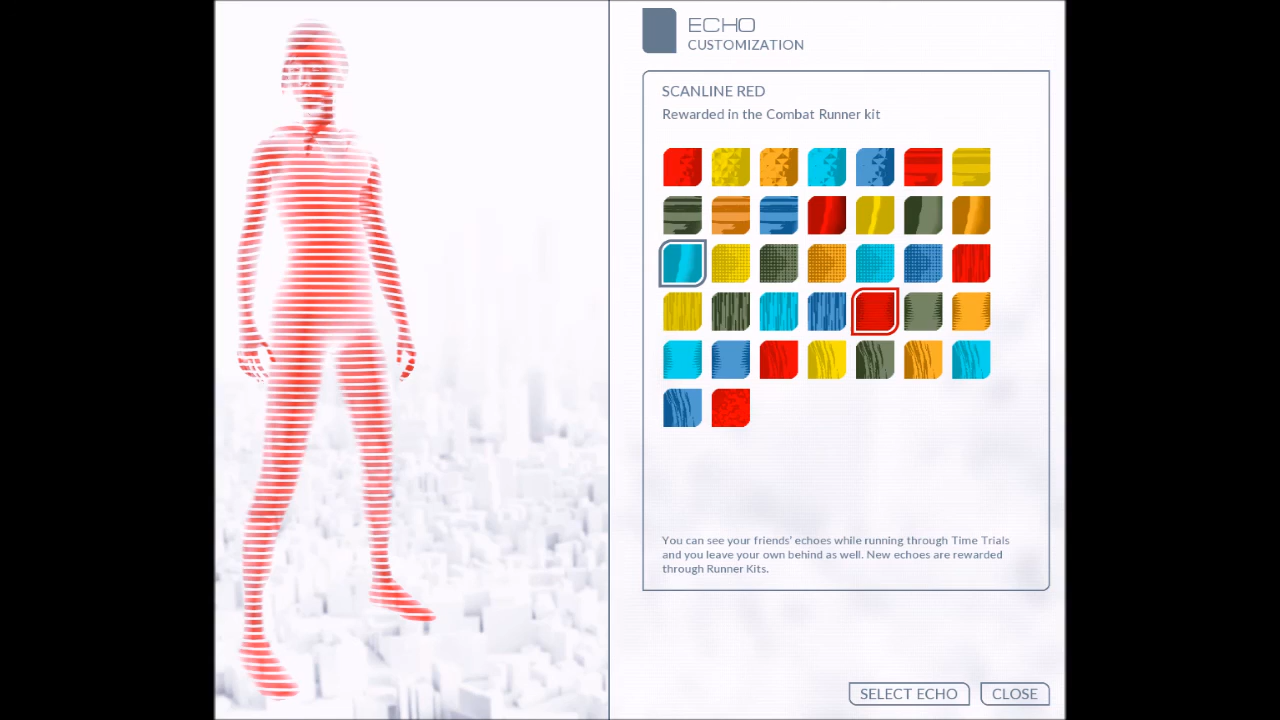 ECHO
CUSTOMIZATION
SCANLINE RED
Rewarded in the Combat Runner kit
You can see your friends' echoes while running through Time Trials
and you leave your own behind as well. New echoes are rewarded
through Runner Kits.
SELECT ECHO
CLOSE